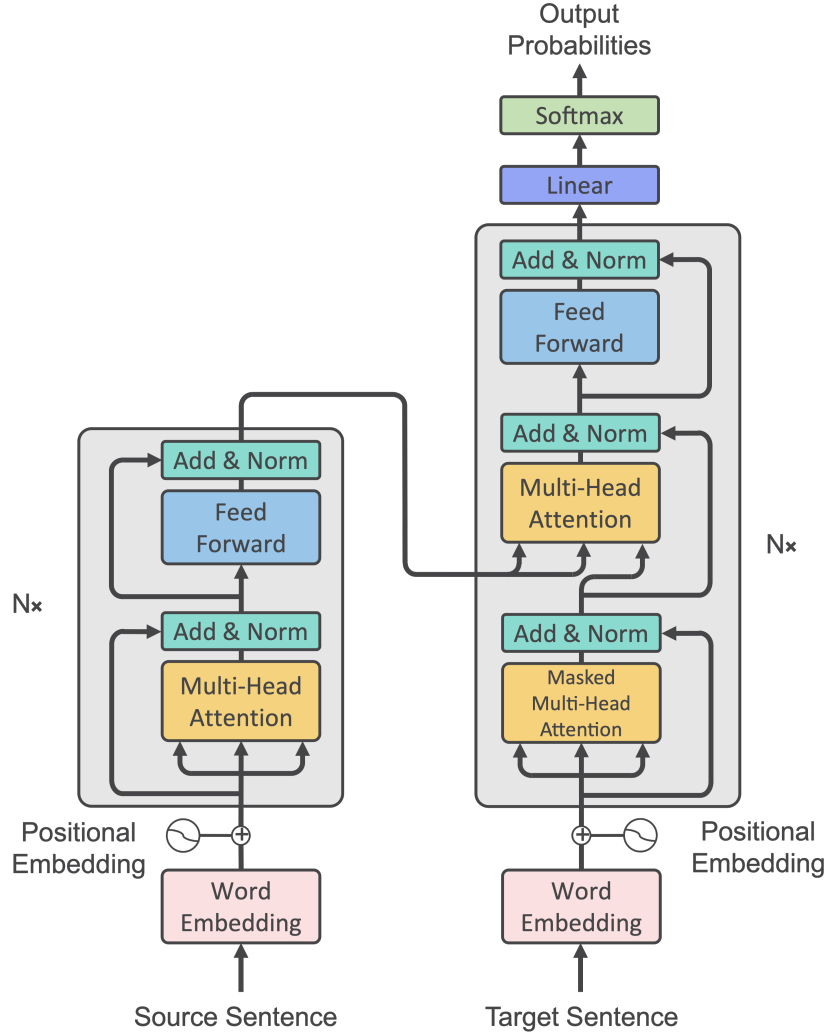 Output
Probabilities
Softmax
Linear
Add & Norm
Feed
Forward
Add & Norm
Multi-Head
Attention
Add & Norm
Masked
Multi-Head
Attention
N×
Positional
Embedding
Word
Embedding
Target Sentence
Add & Norm
Feed
Forward
Add & Norm
Multi-Head
Attention
N×
Positional
Embedding
Word
Embedding
Source Sentence